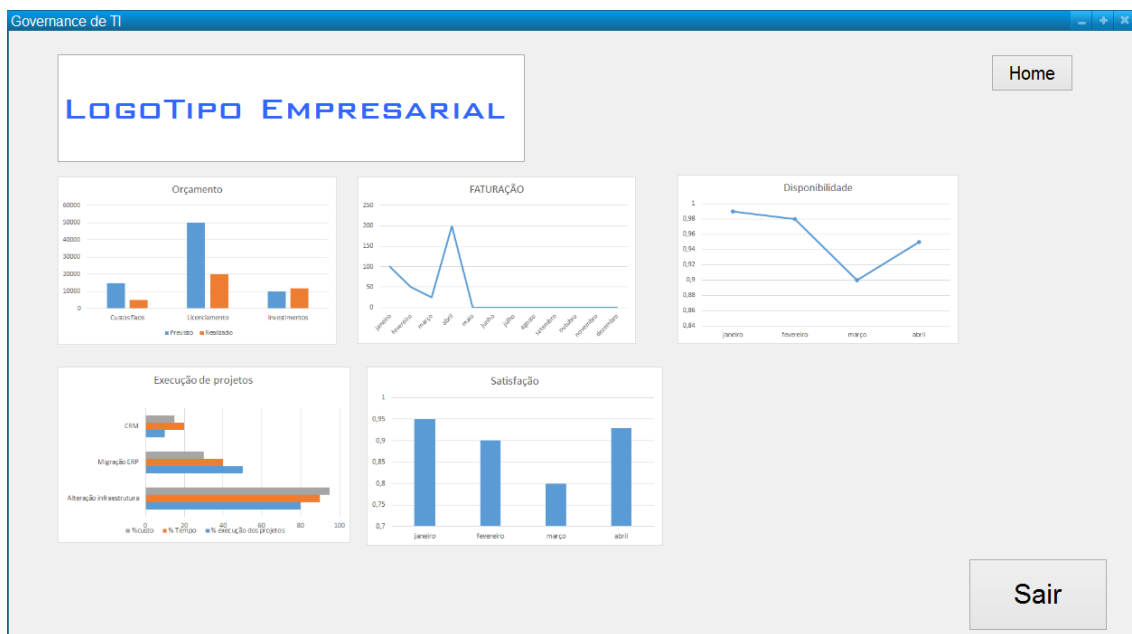 Governance de TI
Home
LogoTipo Empresarial
Orçamento
60000
50000
40000
30000
20000
10000
0
Custos fixos
Licenciamento
Investimentos
Previsto
Realizado
FATURAÇÃO
250
200
150
100
50
0
janeiro
fevereiro
março
abril
maio
junho
julho
agosto
setembro
outubro
novembro
dezembro
Disponibilidade
1
0,98
0,96
0,94
0,92
0,9
0,88
0,86
0,84
janeiro
fevereiro
março
abril
Execução de projetos
CRM
Migração ERP
Alteração infraestrutura
0
20
40
60
80
100
%custo
% Tempo
% execução dos projetos
Satisfação
1
0,95
0,9
0,85
0,8
0,75
0,7
janeiro
fevereiro
março
abril
Sair